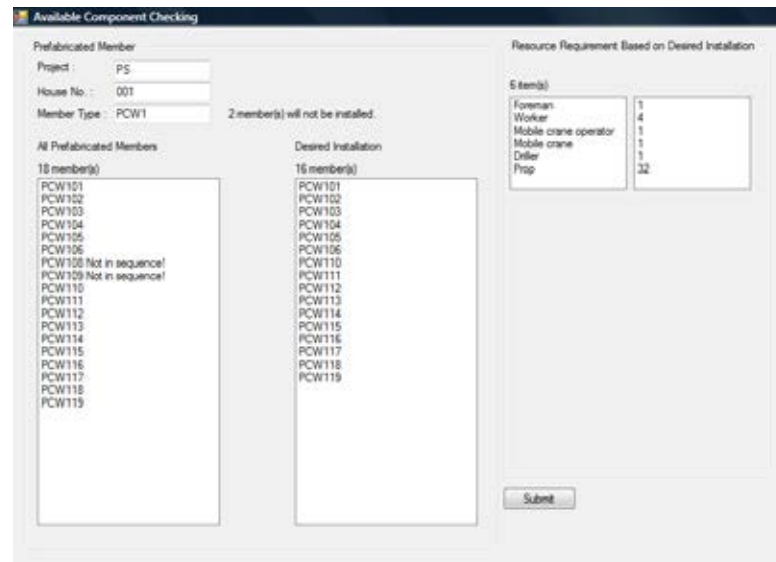 Available Component Checking
Prefabricated Member
Project : PS
House No. : 001
Member Type : PCW1 2 member(s) will not be installed.
All Prefabricated Members Desired Installation
18 member(s) 16 member(s)
PCW101 PCW101
PCW102 PCW102
PCW103 PCW103
PCW104 PCW104
PCW105 PCW105
PCW106 PCW106
PCW108 Not in sequence! PCW110
PCW109 Not in sequence! PCW111
PCW110 PCW112
PCW111 PCW113
PCW112 PCW114
PCW113 PCW115
PCW114 PCW116
PCW115 PCW117
PCW116 PCW118
PCW117 PCW119
PCW118
PCW119
Resource Requirement Based on Desired Installation
6 item(s)
Foreman 1
Worker 4
Mobile crane operator 1
Mobile crane 1
Driller 1
Prop 32
Submit